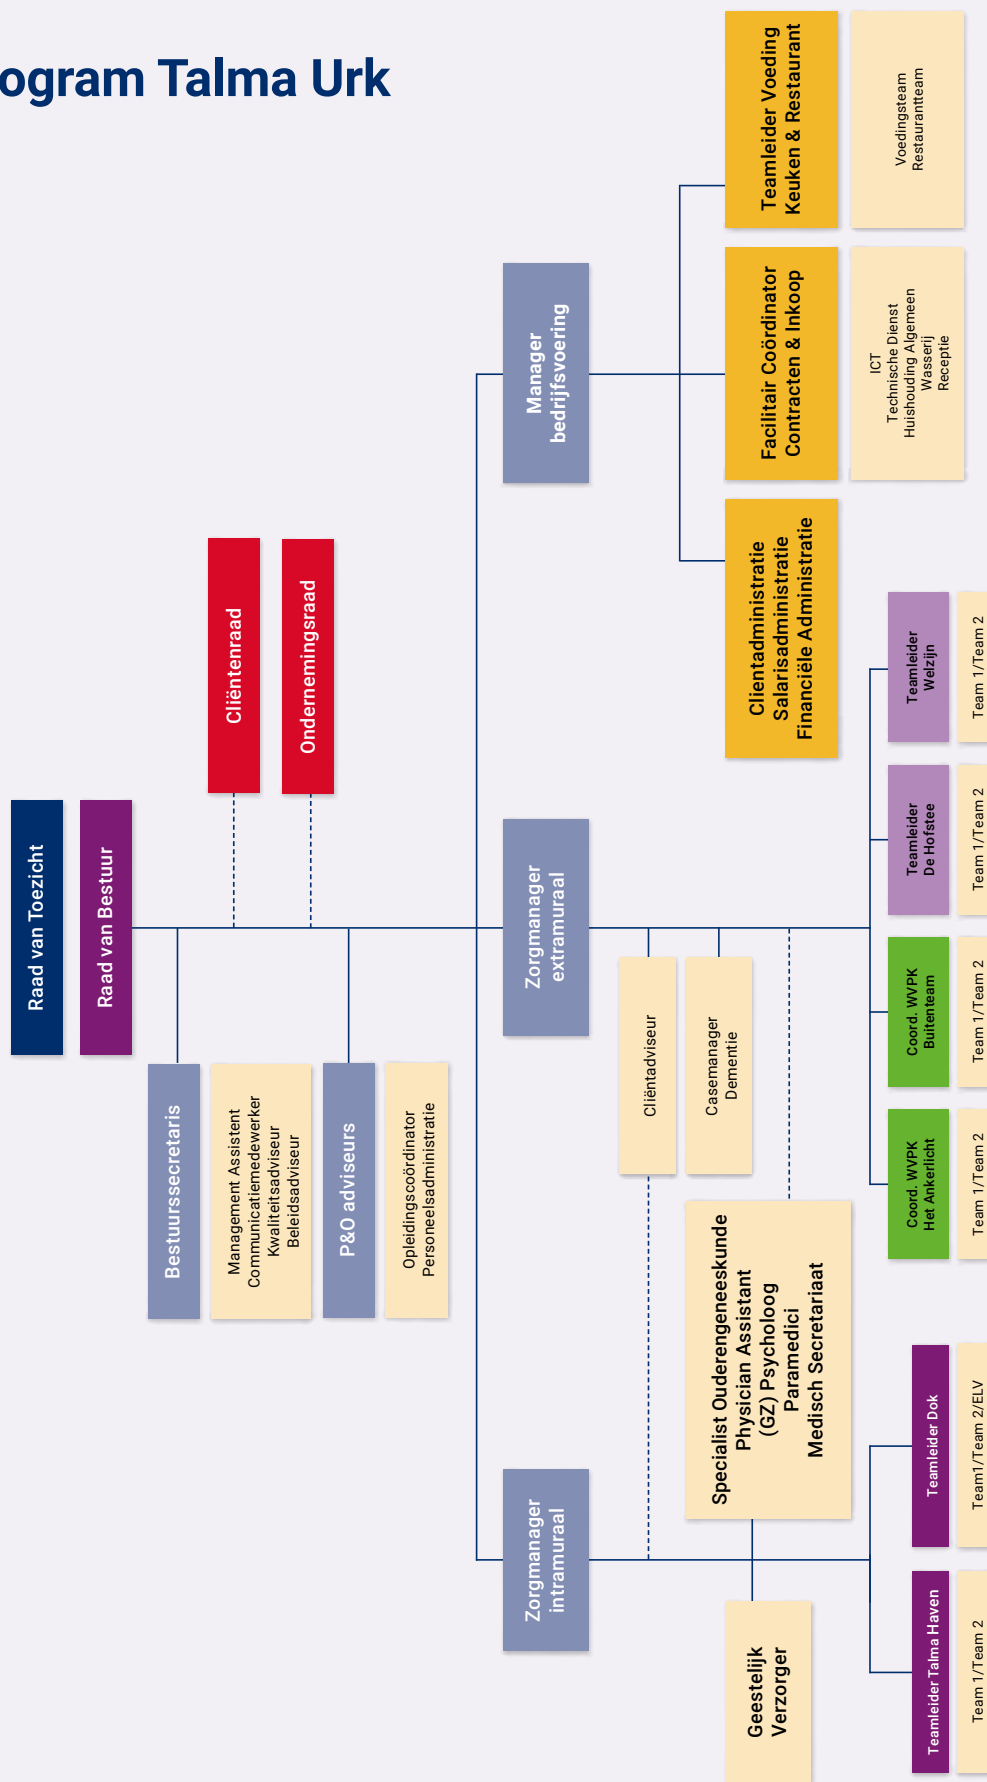 ogram Talma Urk
Raad van Toezicht
Raad van Bestuur
Cliëntenraad
Ondernemingsraad
Bestuurssecretaris
Management Assistent
Communicatiemedewerker
Kwaliteitsadviseur
Beleidsadviseur
P&O adviseurs
Opleidingscoördinator
Personeelsadministratie
Zorgmanager
intramuraal
Zorgmanager
extramuraal
Manager
bedrijfsvoering
Cliëntadviseur
Casemanager
Dementie
Geestelijk
Verzorger
Specialist Ouderengeneeskunde
Physician Assistant
(GZ) Psycholoog
Paramedici
Medisch Secretariaat
Clientadministratie
Salarisadministratie
Financiële Administratie
Facilitair Coördinator
Contracten & Inkoop
ICT
Technische Dienst
Huishouding Algemeen
Wasserij
Receptie
Teamleider Voeding
Keuken & Restaurant
Voedingsteam
Restaurantteam
Teamleider Talma Haven
Team 1/Team 2
Teamleider Dok
Team1/Team 2/ELV
Coord. WVPK
Het Ankerlicht
Team 1/Team 2
Coord. WVPK
Buitenteam
Team 1/Team 2
Teamleider
De Hofstee
Team 1/Team 2
Teamleider
Welzijn
Team 1/Team 2